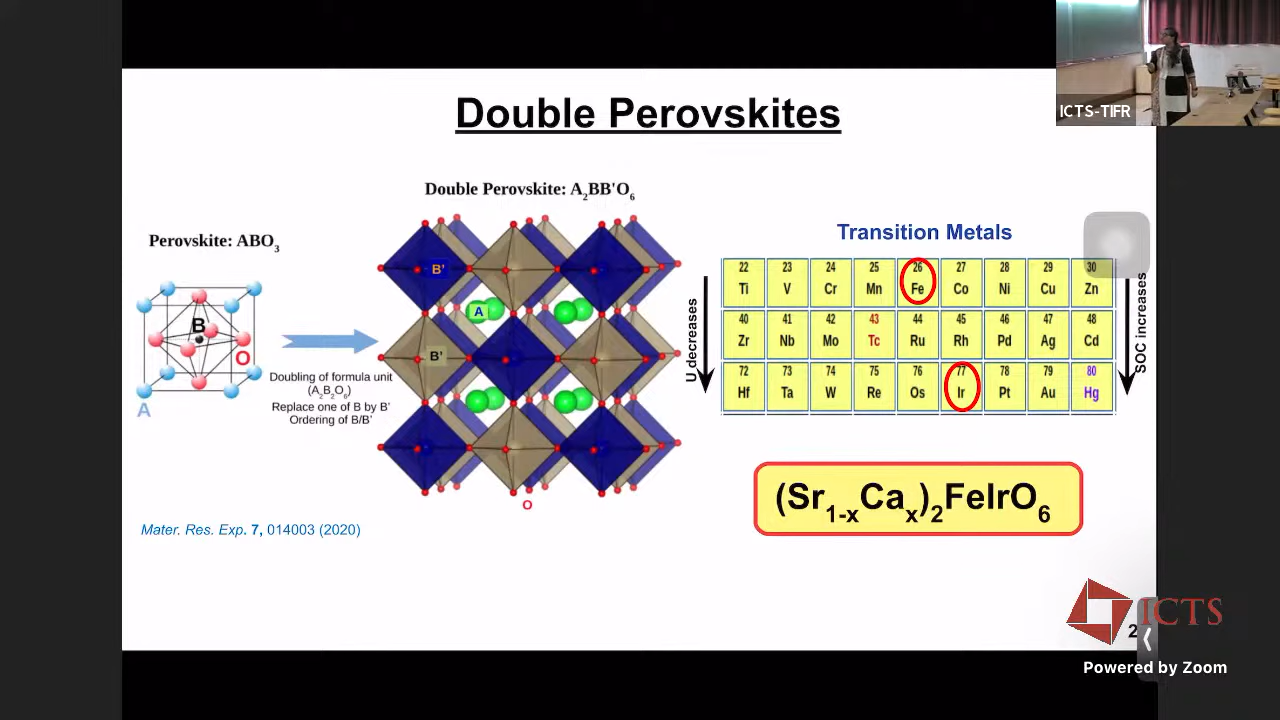 ICTS-TIFR
Double Perovskites
Double Perovskite: A2BB'O6
Perovskite: ABO3
B
O
A
Doubling of formula unit
(A2B2O6)
Replace one of B by B'
Ordering of B/B'
B'
A
B'
O
Mater. Res. Exp. 7, 014003 (2020)
Transition Metals
U decreases
22 23 24 25 26 27 28 29 30
Ti V Cr Mn Fe Co Ni Cu Zn
40 41 42 43 44 45 46 47 48
Zr Nb Mo Tc Ru Rh Pd Ag Cd
72 73 74 75 76 77 78 79 80
Hf Ta W Re Os Ir Pt Au Hg
SOC increases
(Sr1-xCax)2FeIrO6
ICTS
2
Powered by Zoom